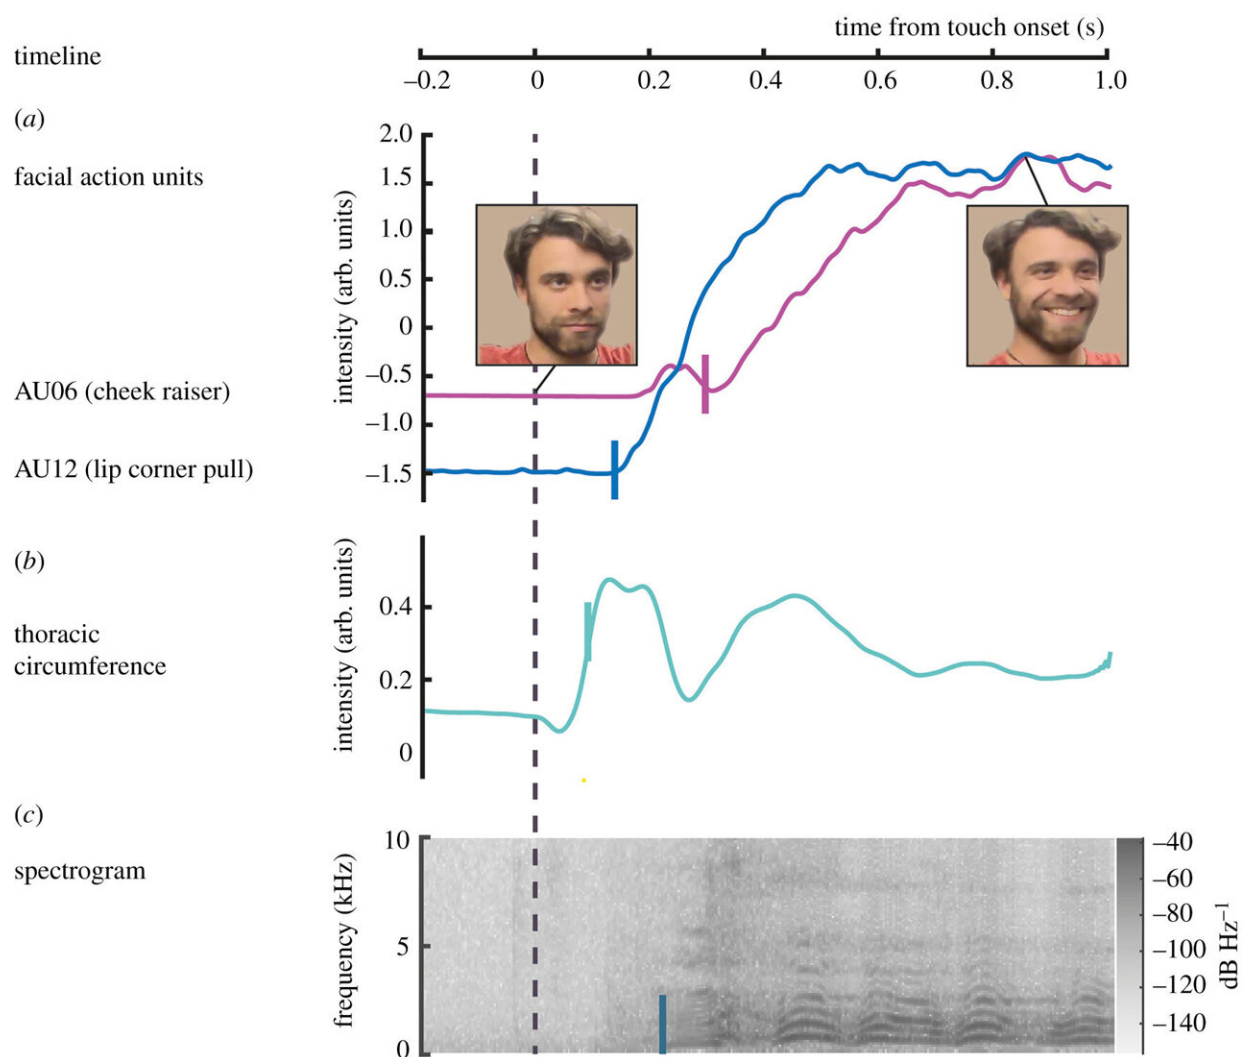 time from touch onset (s)
timeline
–0.2 0 0.2 0.4 0.6 0.8 1.0
(a)
facial action units
intensity (arb. units)
2.0
1.5
1.0
0.5
0
–0.5
–1.0
–1.5
AU06 (cheek raiser)
AU12 (lip corner pull)
(b)
thoracic
circumference
intensity (arb. units)
0.4
0.2
0
(c)
spectrogram
frequency (kHz)
10
5
0
–40
–60
–80
–100
–120
–140
dB Hz–1